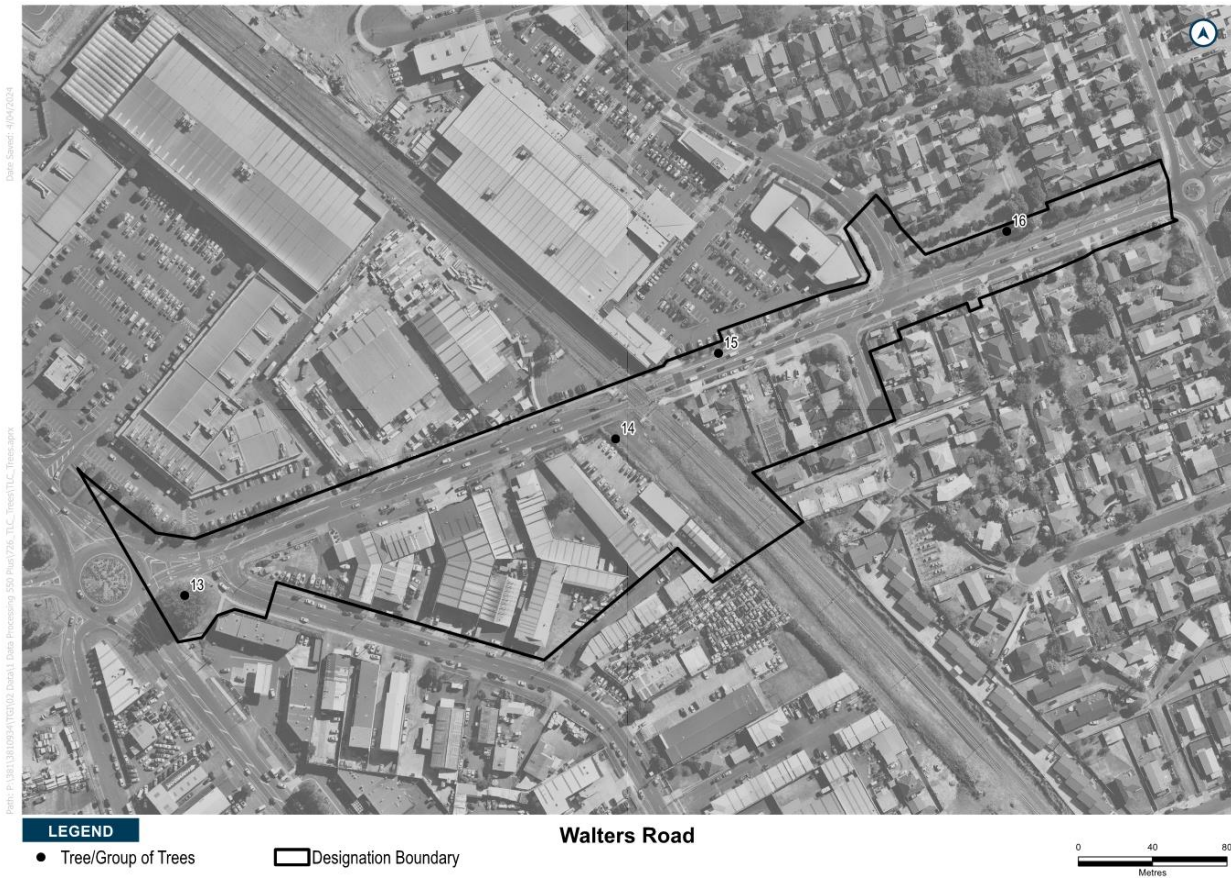 Date Saved: 4/04/2024
16
15
14
13
LEGEND
Tree/Group of Trees
Designation Boundary
Walters Road
0 40 80
Metres